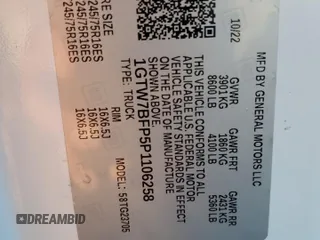 MFD BY GENERAL MOTORS LLC
10/22
GVWR
GAWR FRT
GAWR RR
3901 KG
1860 KG
2431 KG
8600 LB
4100 LB
5360 LB
THIS VEHICLE CONFORMS TO ALL
APPLICABLE U.S. FEDERAL MOTOR
VEHICLE SAFETY STANDARDS IN EFFECT
ON THE DATE OF MANUFACTURE
SHOWN ABOVE.
1GTW7BFP5P1106258
TYPE: TRUCK
58TG23705
RE SIZE
RIM
245/75R16ES
16X6.5J
245/75R16ES
16X6.5J
245/75R16ES
16X6.5J
DREAMBID